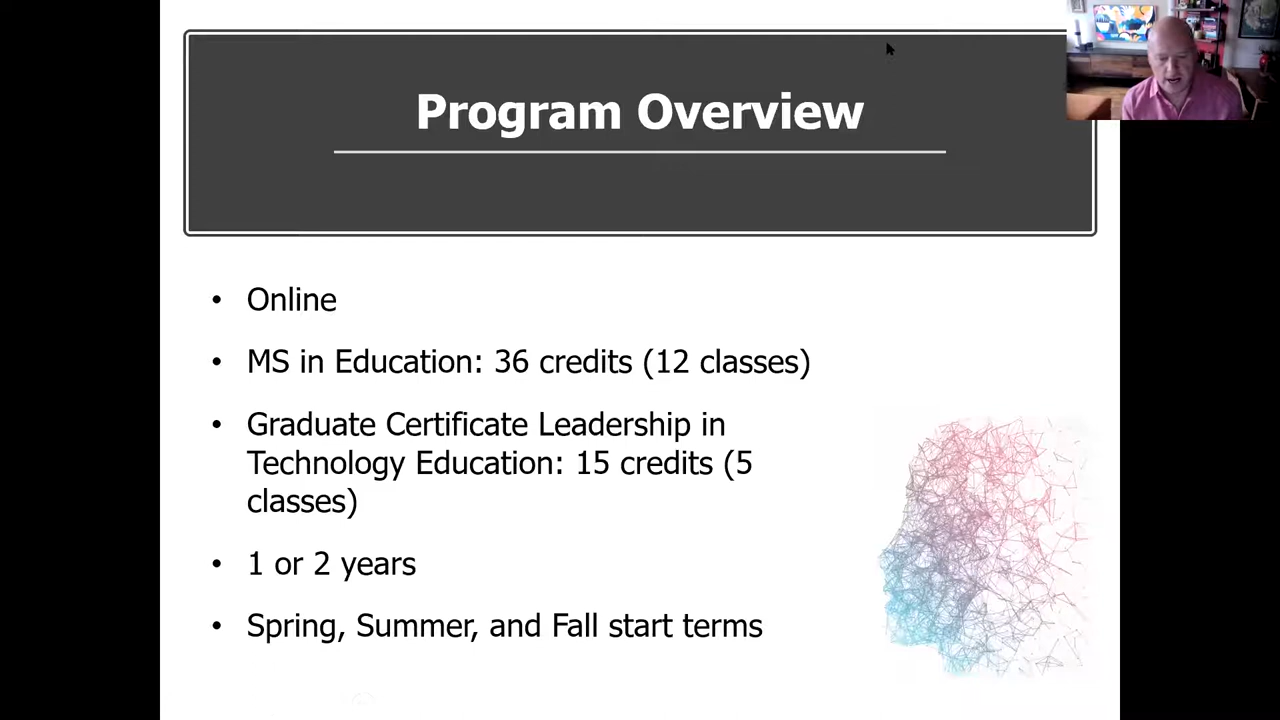 Program Overview
• Online
• MS in Education: 36 credits (12 classes)
• Graduate Certificate Leadership in
Technology Education: 15 credits (5
classes)
• 1 or 2 years
• Spring, Summer, and Fall start terms